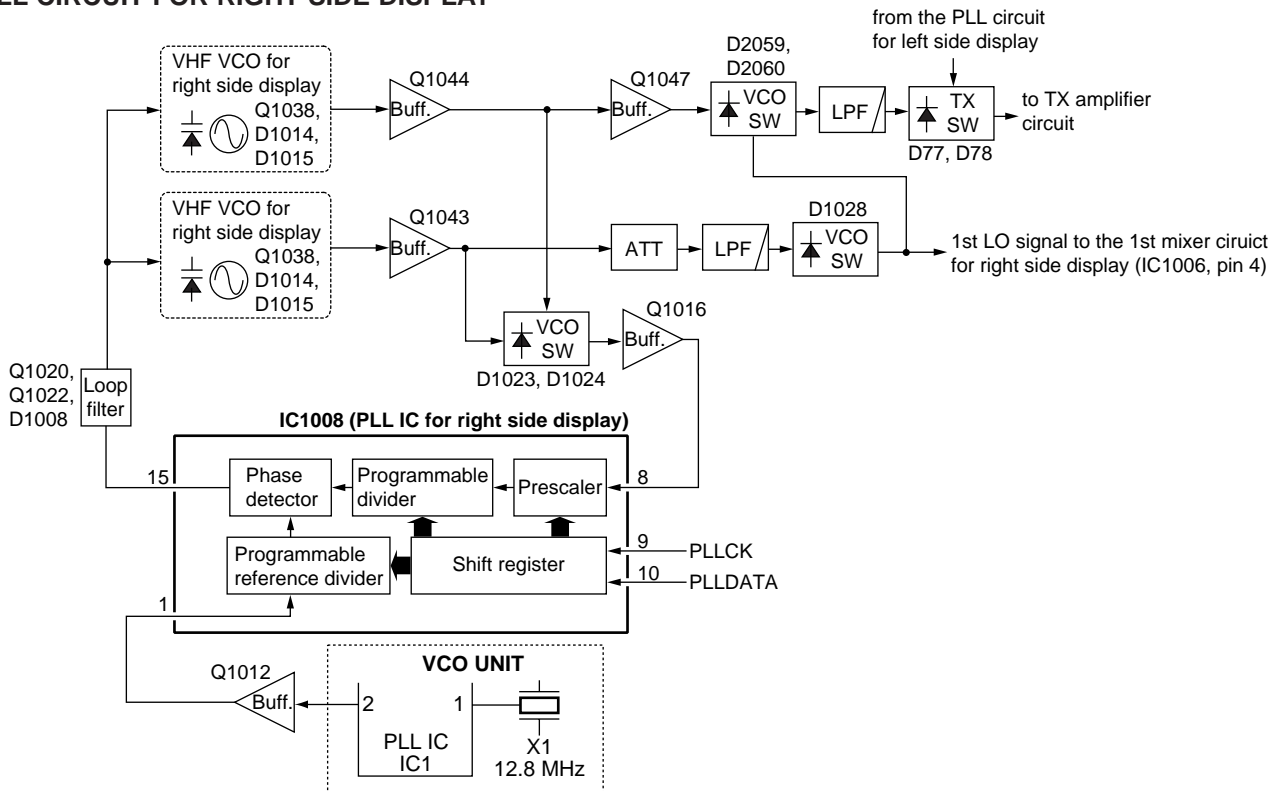 LL CIRCUIT FOR RIGHT SIDE DISPLAY
from the PLL circuit
for left side display
VHF VCO for
right side display
Q1038,
D1014,
D1015
Q1044
Buff.
Q1047
Buff.
D2059,
D2060
VCO
SW
LPF
TX
SW
D77, D78
to TX amplifier
circuit
VHF VCO for
right side display
Q1038,
D1014,
D1015
Q1043
Buff.
ATT
LPF
D1028
VCO
SW
1st LO signal to the 1st mixer ciruict
for right side display (IC1006, pin 4)
VCO
SW
D1023, D1024
Q1016
Buff.
Q1020,
Q1022,
D1008
Loop
filter
IC1008 (PLL IC for right side display)
15
Phase
detector
Programmable
divider
Prescaler
8
Programmable
reference divider
Shift register
9
PLLCK
10
PLLDATA
1
Q1012
Buff.
VCO UNIT
2
1
PLL IC
IC1
X1
12.8 MHz